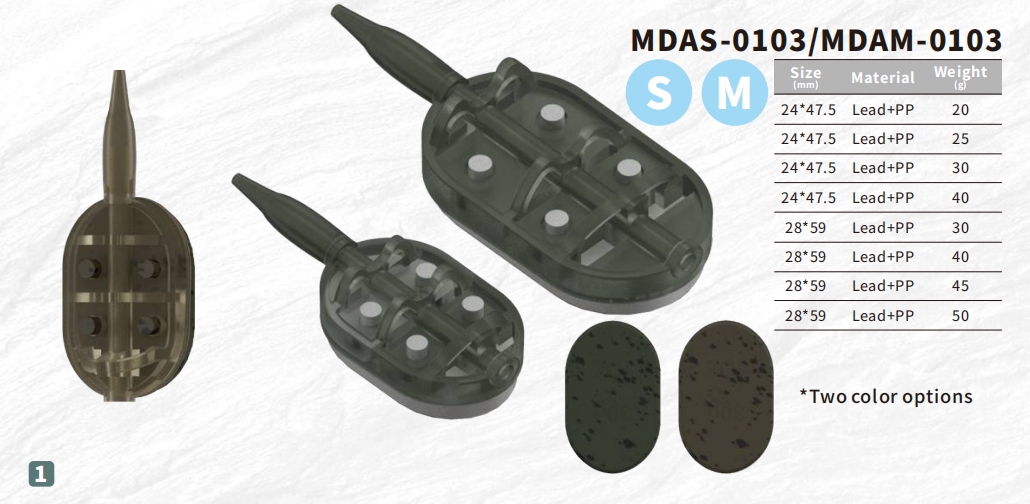 MDAS-0103/MDAM-0103
S M
Size Material Weight
(mm) (g)
24*47.5 Lead+PP 20
24*47.5 Lead+PP 25
24*47.5 Lead+PP 30
24*47.5 Lead+PP 40
28*59 Lead+PP 30
28*59 Lead+PP 40
28*59 Lead+PP 45
28*59 Lead+PP 50
*Two color options
1